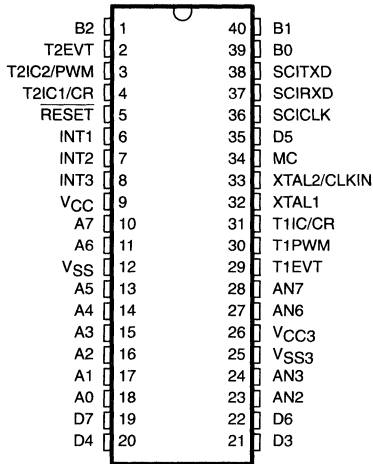 B2 1 40 B1
T2EVT 2 39 B0
T2IC2/PWM 3 38 SCITXD
T2IC1/CR 4 37 SCIRXD
RESET 5 36 SCICLK
INT1 6 35 D5
INT2 7 34 MC
INT3 8 33 XTAL2/CLKIN
VCC 9 32 XTAL1
A7 10 31 T1IC/CR
A6 11 30 T1PWM
VSS 12 29 T1EVT
A5 13 28 AN7
A4 14 27 AN6
A3 15 26 VCC3
A2 16 25 VSS3
A1 17 24 AN3
A0 18 23 AN2
D7 19 22 D6
D4 20 21 D3